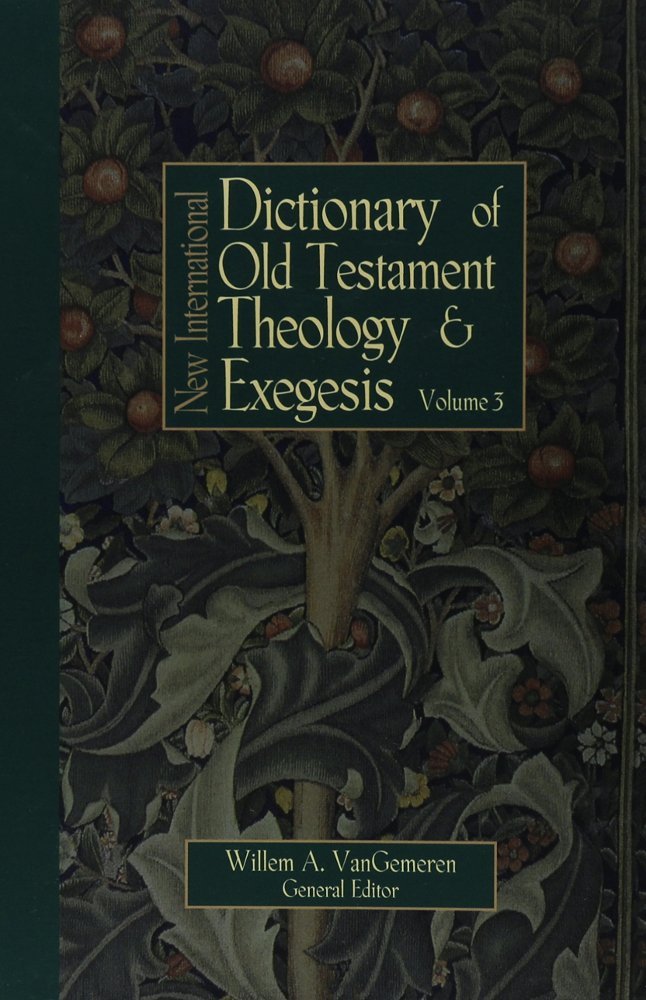 New International
Dictionary of
Old Testament
Theology &
Exegesis Volume 3
Willem A. VanGemeren
General Editor